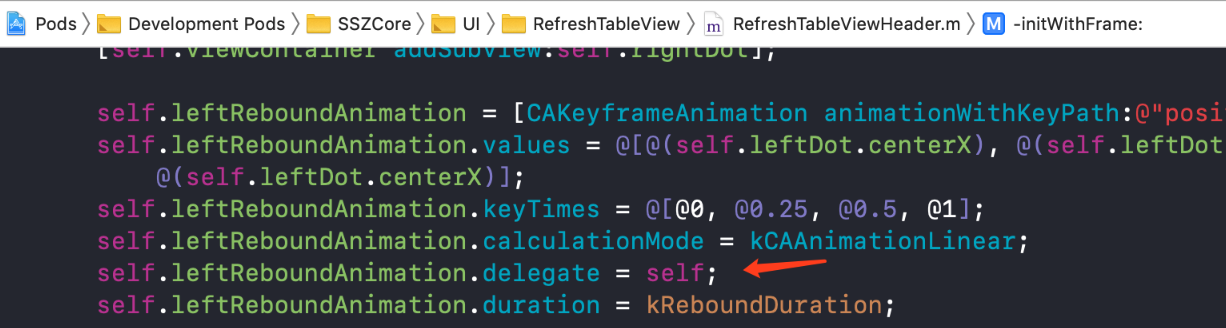 Pods Development Pods SSZCore UI RefreshTableView RefreshTableViewHeader.m M -initWithFrame:
[self.viewContainer addSubview:self.rightDot];
self.leftReboundAnimation = [CAKeyframeAnimation animationWithKeyPath:@"posi
self.leftReboundAnimation.values = @[@(self.leftDot.centerX), @(self.leftDot
@(self.leftDot.centerX)];
self.leftReboundAnimation.keyTimes = @[@0, @0.25, @0.5, @1];
self.leftReboundAnimation.calculationMode = kCAAnimationLinear;
self.leftReboundAnimation.delegate = self;
self.leftReboundAnimation.duration = kReboundDuration;